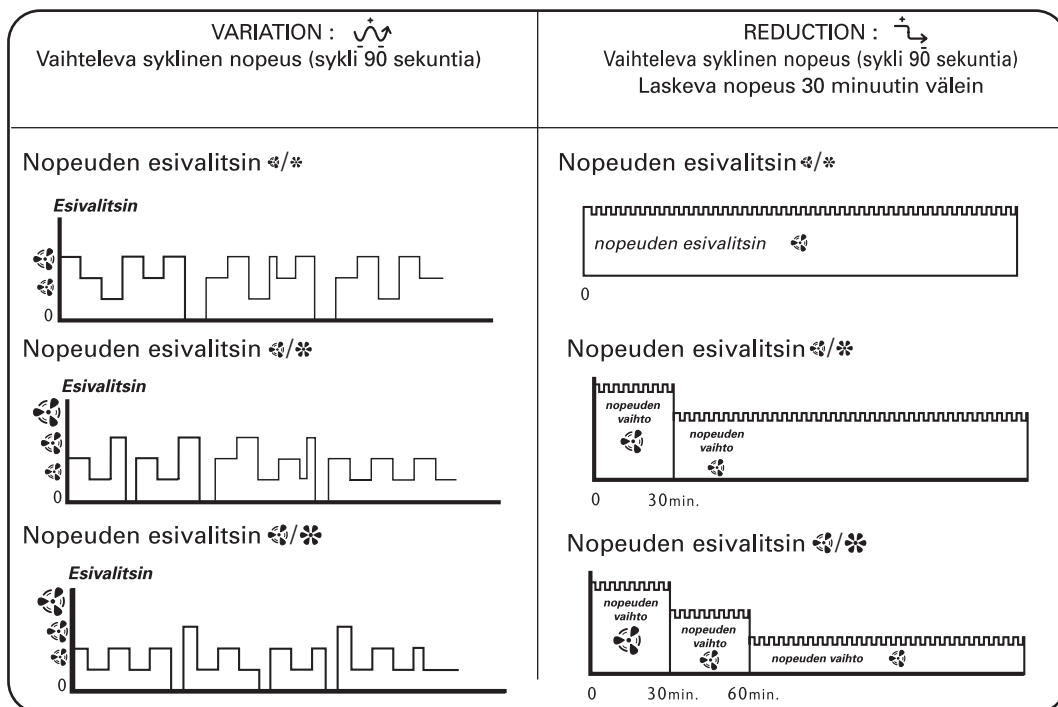 VARIATION :
Vaihteleva syklinen nopeus (sykli 90 sekuntia)
Nopeuden esivalitsin /
Esivalitsin
0
Nopeuden esivalitsin /
Esivalitsin
0
Nopeuden esivalitsin /
Esivalitsin
0
REDUCTION :
Vaihteleva syklinen nopeus (sykli 90 sekuntia)
Laskeva nopeus 30 minuutin välein
Nopeuden esivalitsin /
nopeuden esivalitsin
0
Nopeuden esivalitsin /
nopeuden
vaihto
nopeuden
vaihto
0 30min.
Nopeuden esivalitsin /
nopeuden
vaihto
nopeuden
vaihto
nopeuden vaihto
0 30min. 60min.